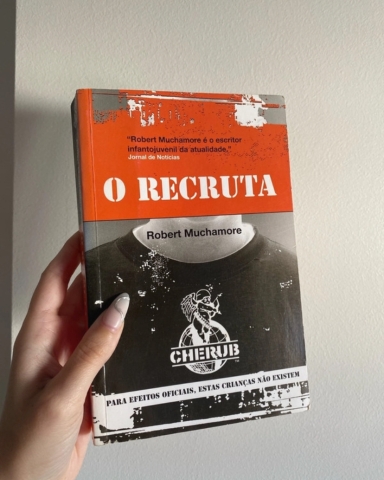 "Robert Muchamore é o escritor
infantojuvenil da atualidade."
Jornal de Notícias
O RECRUTA
Robert Muchamore
CHERUB
PARA EFEITOS OFICIAIS, ESTAS CRIANÇAS NÃO EXISTEM